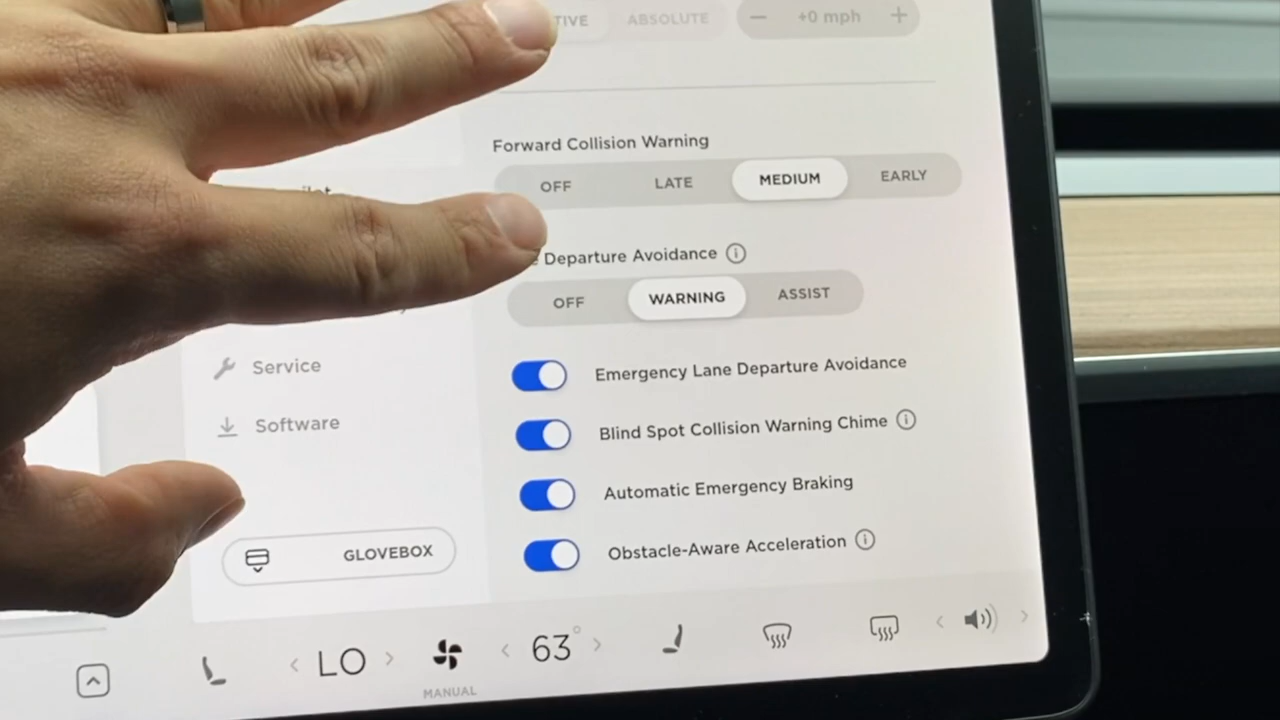 ABSOLUTE
+0 mph
Forward Collision Warning
OFF LATE MEDIUM EARLY
Departure Avoidance
OFF WARNING ASSIST
Service
Emergency Lane Departure Avoidance
Software
Blind Spot Collision Warning Chime
Automatic Emergency Braking
GLOVEBOX
Obstacle-Aware Acceleration
LO 63°
MANUAL